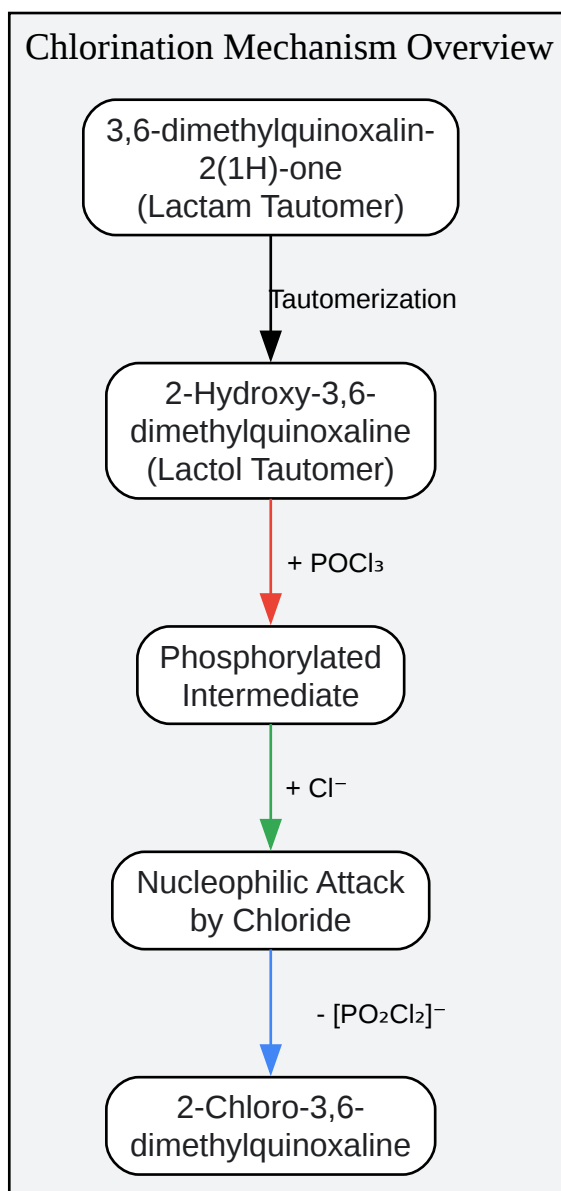 Chlorination Mechanism Overview
3,6-dimethylquinoxalin-
2(1H)-one
(Lactam Tautomer)
Tautomerization
2-Hydroxy-3,6-
dimethylquinoxaline
(Lactol Tautomer)
+ POCl₃
Phosphorylated
Intermediate
+ Cl⁻
Nucleophilic Attack
by Chloride
- [PO₂Cl₂]⁻
2-Chloro-3,6-
dimethylquinoxaline